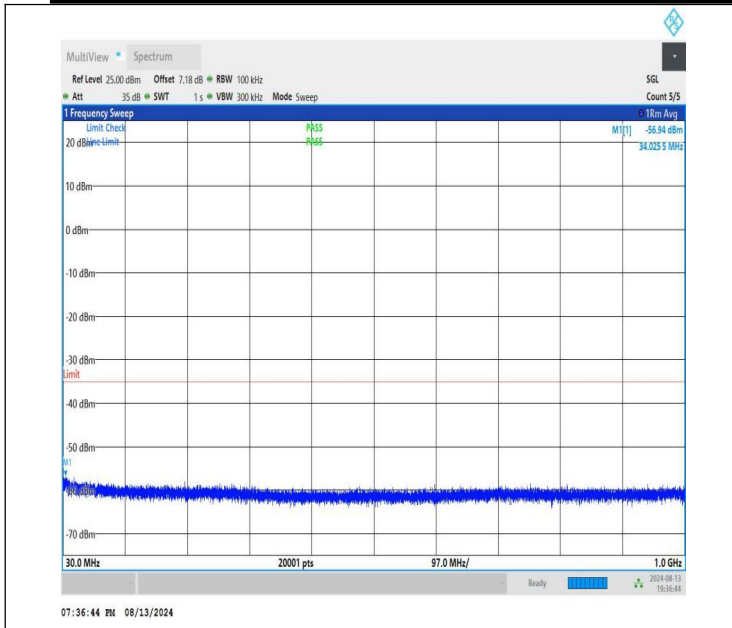 MultiView Spectrum
Ref Level 25.00 dBm Offset 7.18 dB RBW 100 kHz SGL
Att 35 dB SWT 1 s VBW 300 kHz Mode Sweep Count 5/5
1 Frequency Sweep 1Rm Avg
Limit Check PASS M1[1] -56.94 dBm
20 dBm Line Limit PASS 34.025 5 MHz
10 dBm
0 dBm
-10 dBm
-20 dBm
-30 dBm
Limit
-40 dBm
-50 dBm
M1
-60 dBm
-70 dBm
30.0 MHz 20001 pts 97.0 MHz/ 1.0 GHz
Ready 2024-08-13
19:36:44
07:36:44 PM 08/13/2024